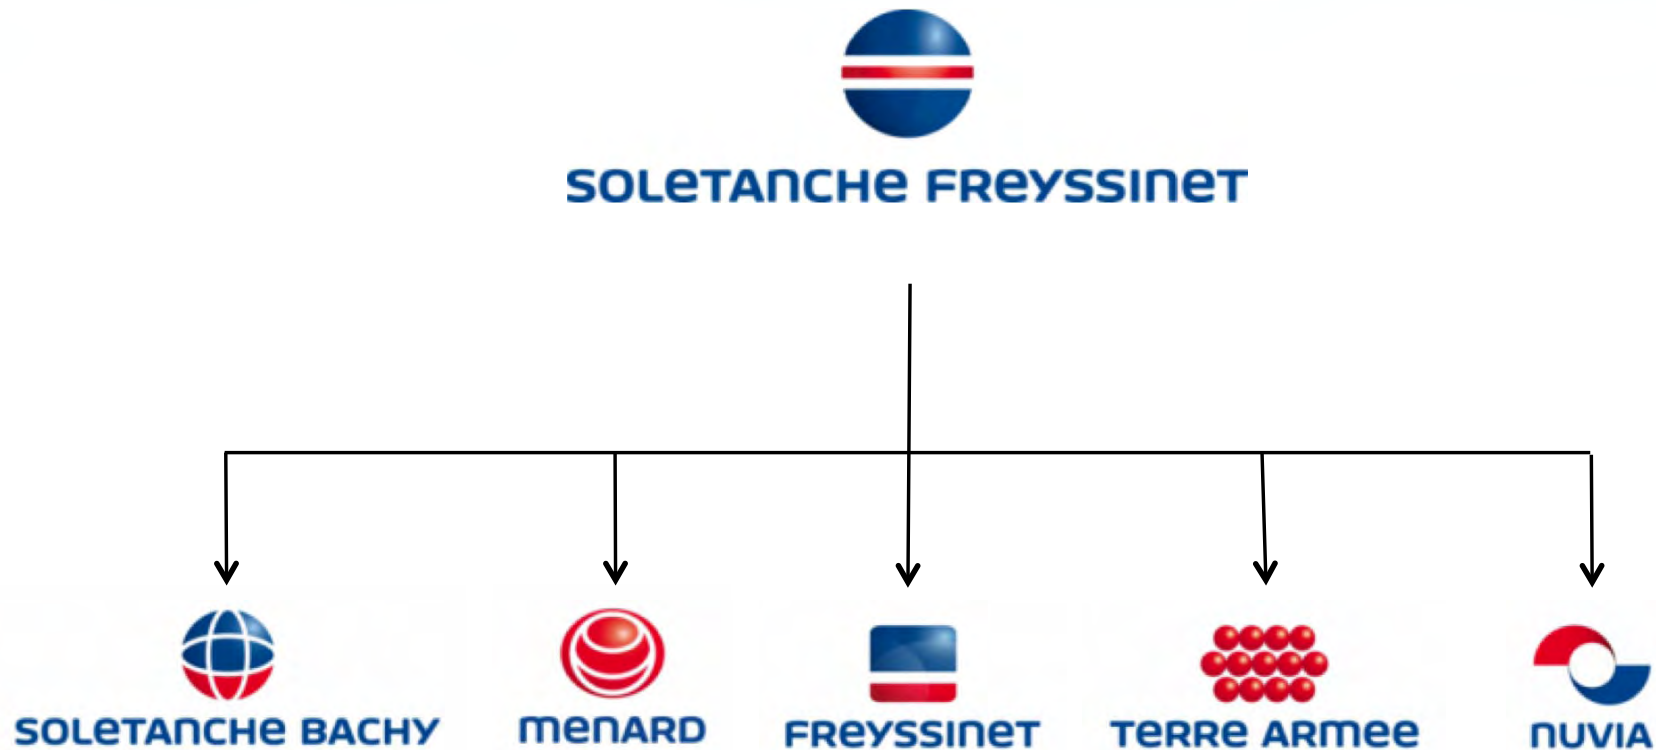 SOLETANCHE FREYSSINET
SOLETANCHE BACHY
MENARD
FREYSSINET
TERRE ARMEE
NUVIA